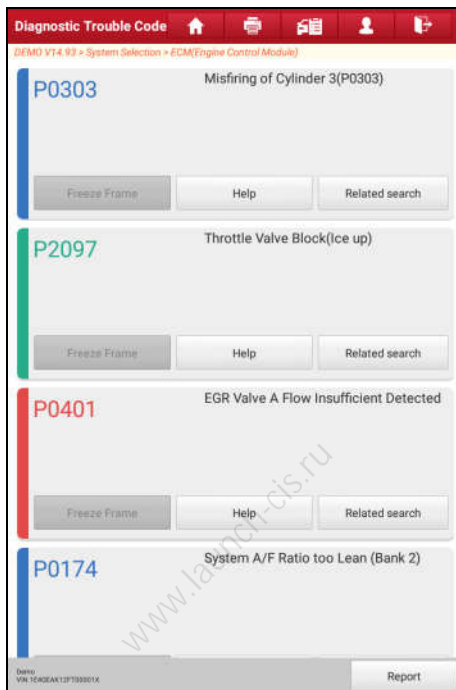 Diagnostic Trouble Code
DEMO V14.93 > System Selection > ECM(Engine Control Module)
P0303
Misfiring of Cylinder 3(P0303)
Freeze Frame
Help
Related search
P2097
Throttle Valve Block(Ice up)
Freeze Frame
Help
Related search
P0401
EGR Valve A Flow Insufficient Detected
Freeze Frame
Help
Related search
P0174
System A/F Ratio too Lean (Bank 2)
www.launch-cis.ru
Demo
VIN
Report